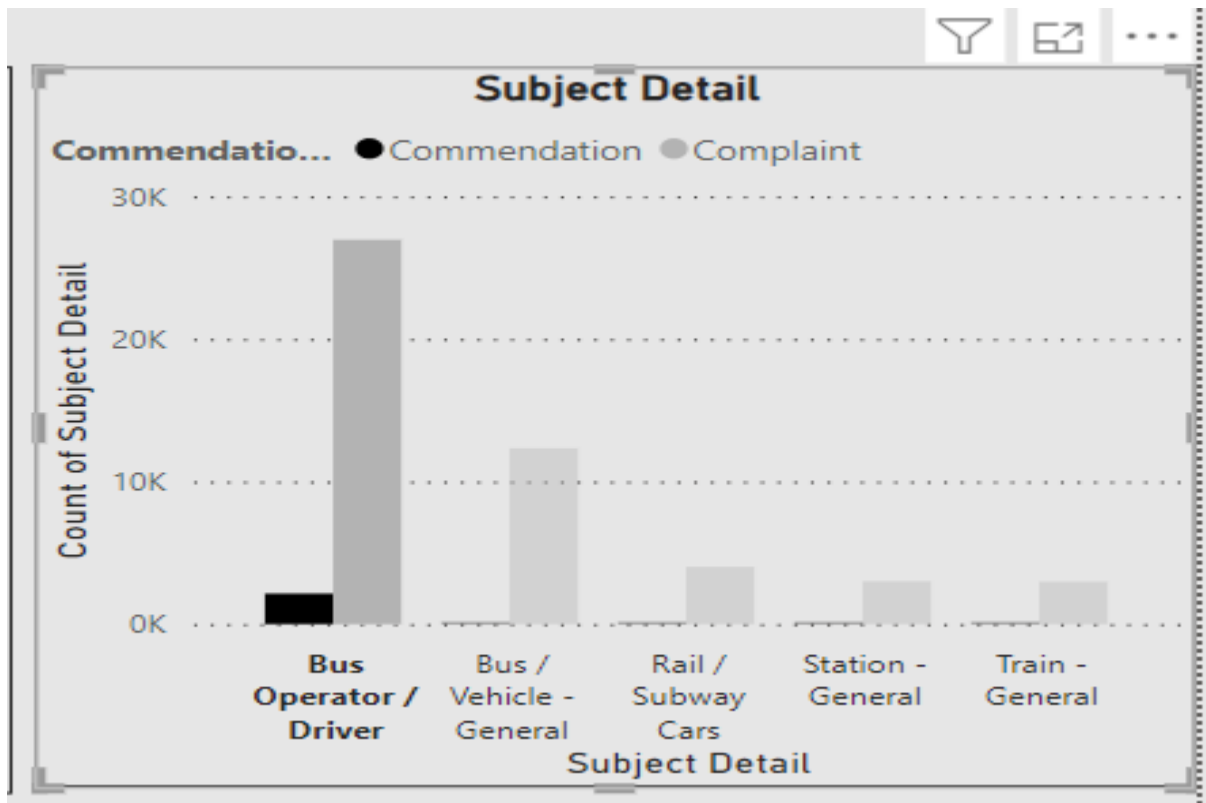 Subject Detail
Commendatio... Commendation Complaint
30K
20K
10K
0K
Count of Subject Detail
Bus Operator / Driver
Bus / Vehicle - General
Rail / Subway Cars
Station - General
Train - General
Subject Detail